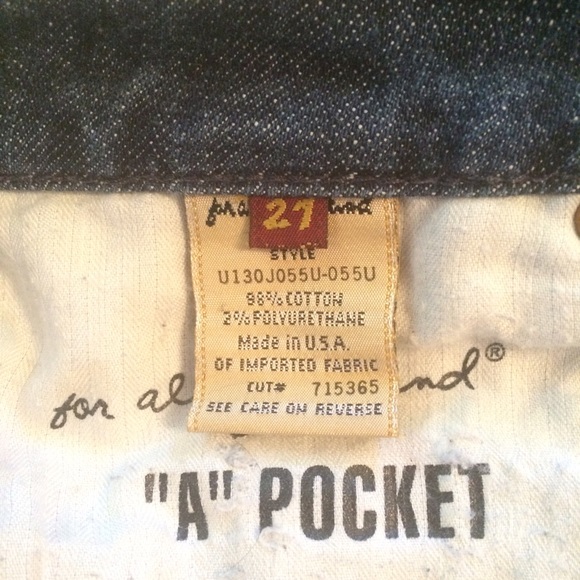 27
STYLE
U130J055U-055U
98% COTTON
2% POLYURETHANE
Made in U.S.A.
OF IMPORTED FABRIC
CUT# 715365
SEE CARE ON REVERSE
for
"A" POCKET